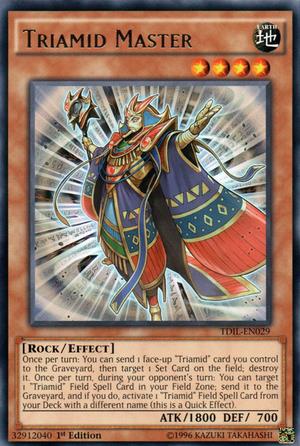 TRIAMID MASTER
EARTH
地
TDIL-EN029
[ROCK/EFFECT]
Once per turn: You can send 1 face-up "Triamid" card you control
to the Graveyard, then target 1 Set Card on the field; destroy
it. Once per turn, during your opponent's turn: You can target
1 "Triamid" Field Spell Card in your Field Zone; send it to the
Graveyard, and if you do, activate 1 "Triamid" Field Spell Card from
your Deck with a different name (this is a Quick Effect).
ATK/1800 DEF/ 700
32912040 1st Edition ©1996 KAZUKI TAKAHASHI